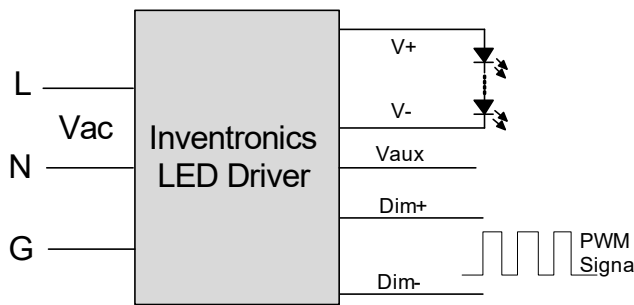 V+
L
Vac
V-
Inventronics
LED Driver
Vaux
N
Dim+
PWM
Signa
G
Dim-